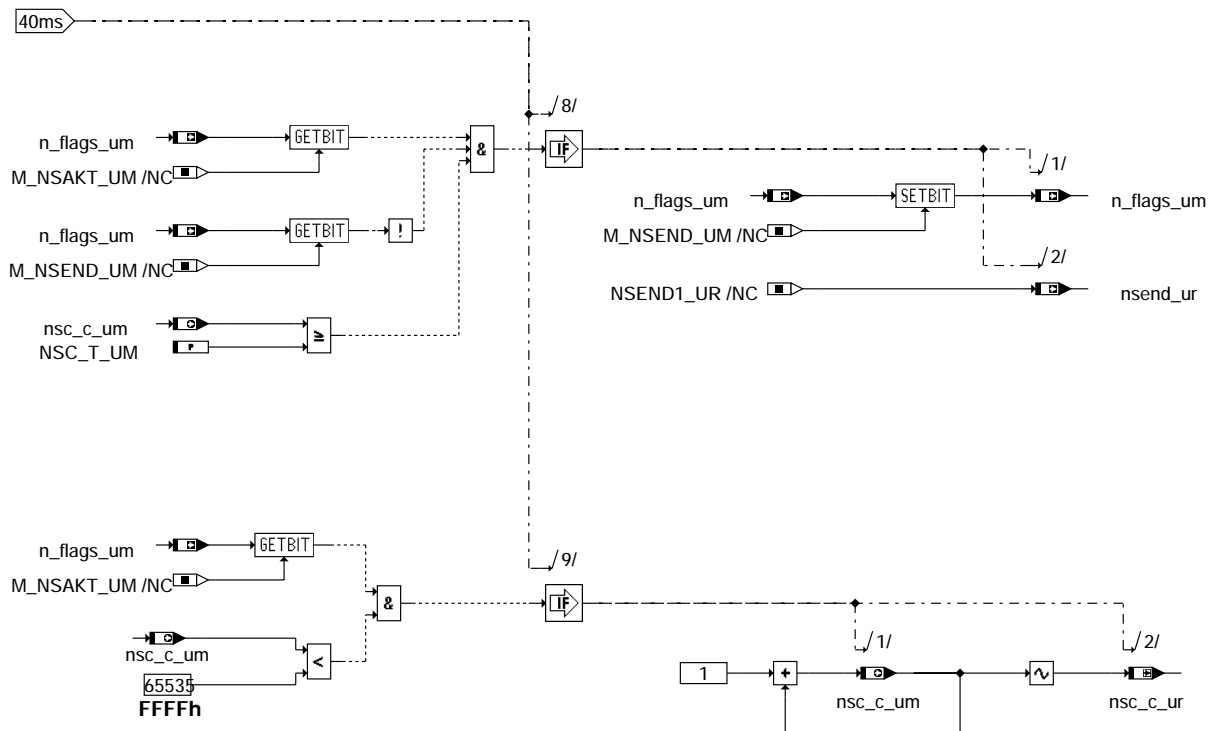 40ms
/8/
n_flags_um
GETBIT
M_NSAKT_UM /NC
&
IF
/1/
n_flags_um
SETBIT
n_flags_um
M_NSEND_UM /NC
n_flags_um
GETBIT
!
M_NSEND_UM /NC
/2/
NSEND1_UR /NC
nsend_ur
nsc_c_um
NSC_T_UM
P
≥
/9/
n_flags_um
GETBIT
M_NSAKT_UM /NC
&
IF
nsc_c_um
<
65535
FFFFh
/1/
/2/
1
+
nsc_c_um
nsc_c_ur